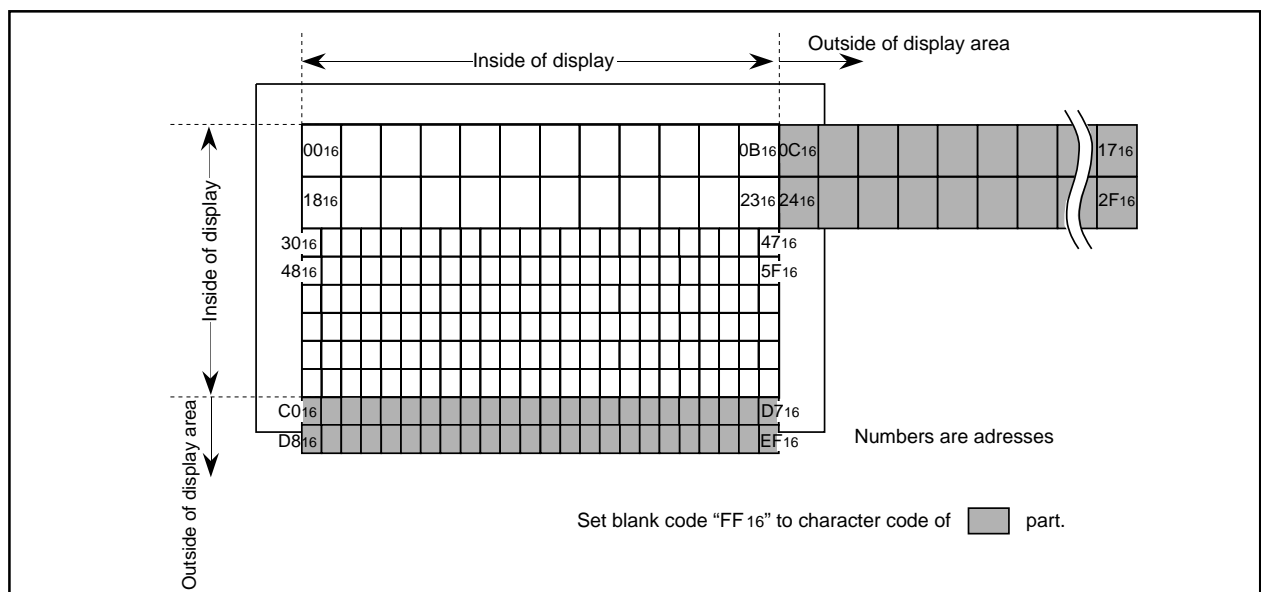 Outside of display area
Inside of display
0016 0B16 0C16 1716
1816 2316 2416 2F16
3016 4716
4816 5F16
Inside of display
C016 D716
D816 EF16
Outside of display area
Numbers are adresses
Set blank code “FF16” to character code of part.